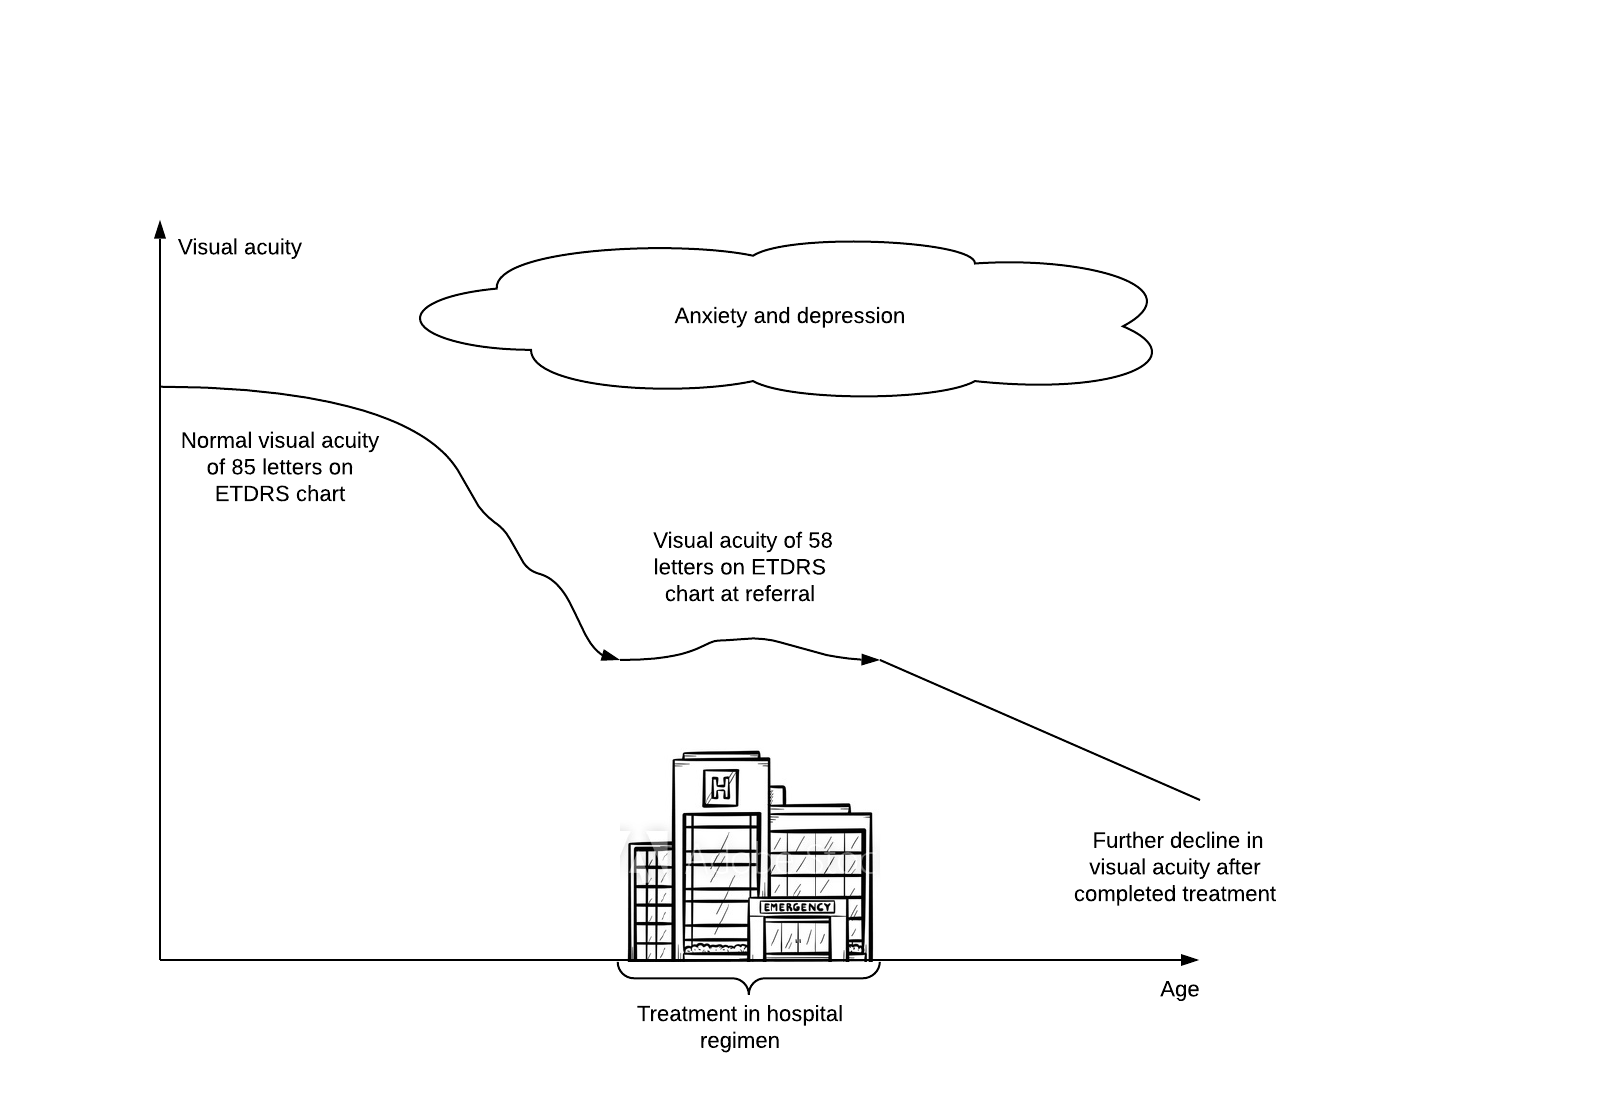 Visual acuity
Anxiety and depression
Normal visual acuity
of 85 letters on
ETDRS chart
Visual acuity of 58
letters on ETDRS
chart at referral
H
EMERGENCY
Further decline in
visual acuity after
completed treatment
Age
Treatment in hospital
regimen